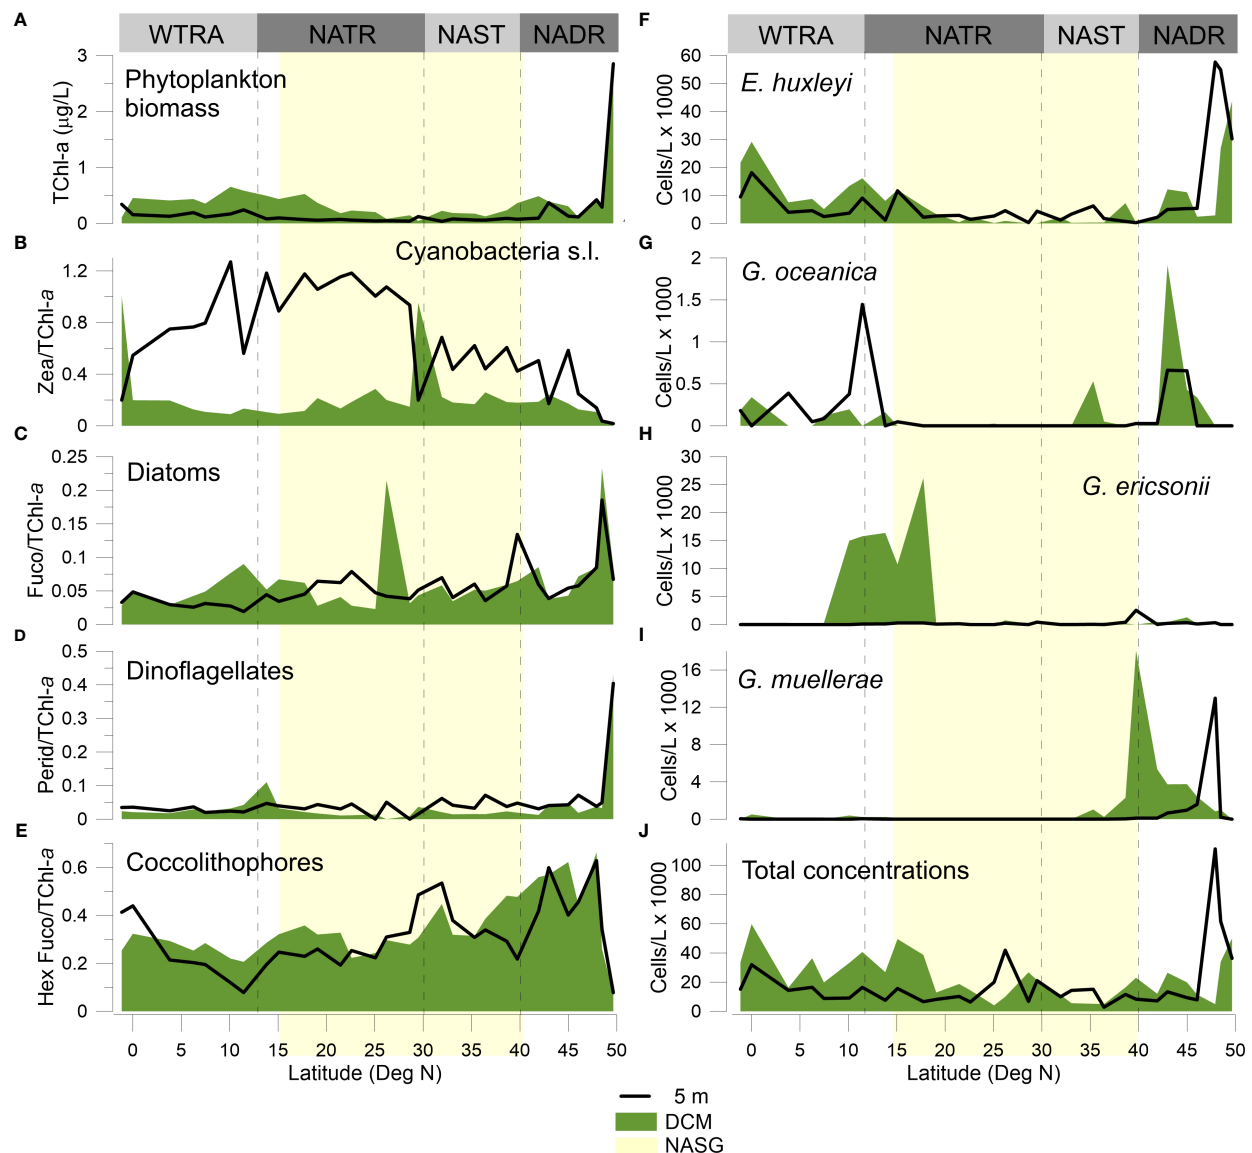 A
WTRA NATR NAST NADR
3
2
1
0
TChl-a (μg/L)
Phytoplankton
biomass
B
Cyanobacteria s.l.
1.2
0.8
0.4
0
Zea/TChl-a
C
Diatoms
0.25
0.2
0.15
0.1
0.05
0
Fuco/TChl-a
D
Dinoflagellates
0.5
0.4
0.3
0.2
0.1
0
Perid/TChl-a
E
Coccolithophores
0.6
0.4
0.2
0
Hex Fuco/TChl-a
0 5 10 15 20 25 30 35 40 45 50
Latitude (Deg N)
F
WTRA NATR NAST NADR
60
50
40
30
20
10
0
Cells/L x 1000
E. huxleyi
G
G. oceanica
2
1.5
1
0.5
0
Cells/L x 1000
H
G. ericsonii
30
25
20
15
10
5
0
Cells/L x 1000
I
G. muellerae
16
12
8
4
0
Cells/L x 1000
J
Total concentrations
100
80
60
40
20
0
Cells/L x 1000
0 5 10 15 20 25 30 35 40 45 50
Latitude (Deg N)
5 m
DCM
NASG